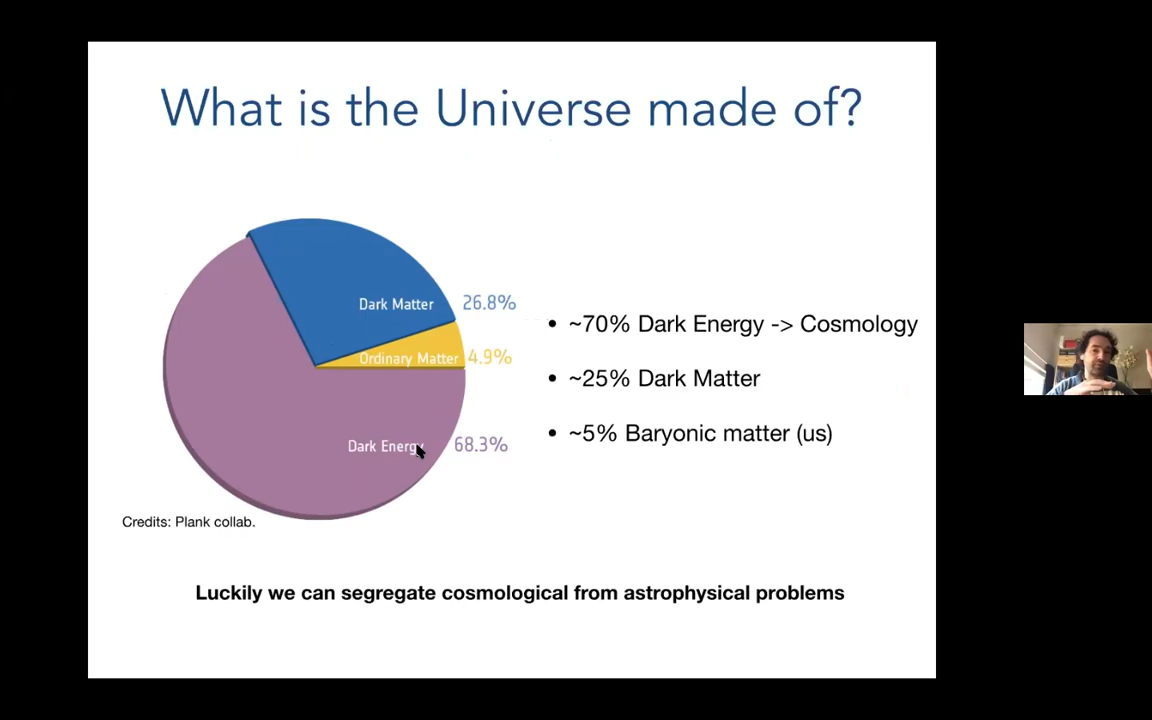 What is the Universe made of?
Dark Matter 26.8%
Ordinary Matter 4.9%
Dark Energy 68.3%
Credits: Plank collab.
• ~70% Dark Energy -> Cosmology
• ~25% Dark Matter
• ~5% Baryonic matter (us)
Luckily we can segregate cosmological from astrophysical problems